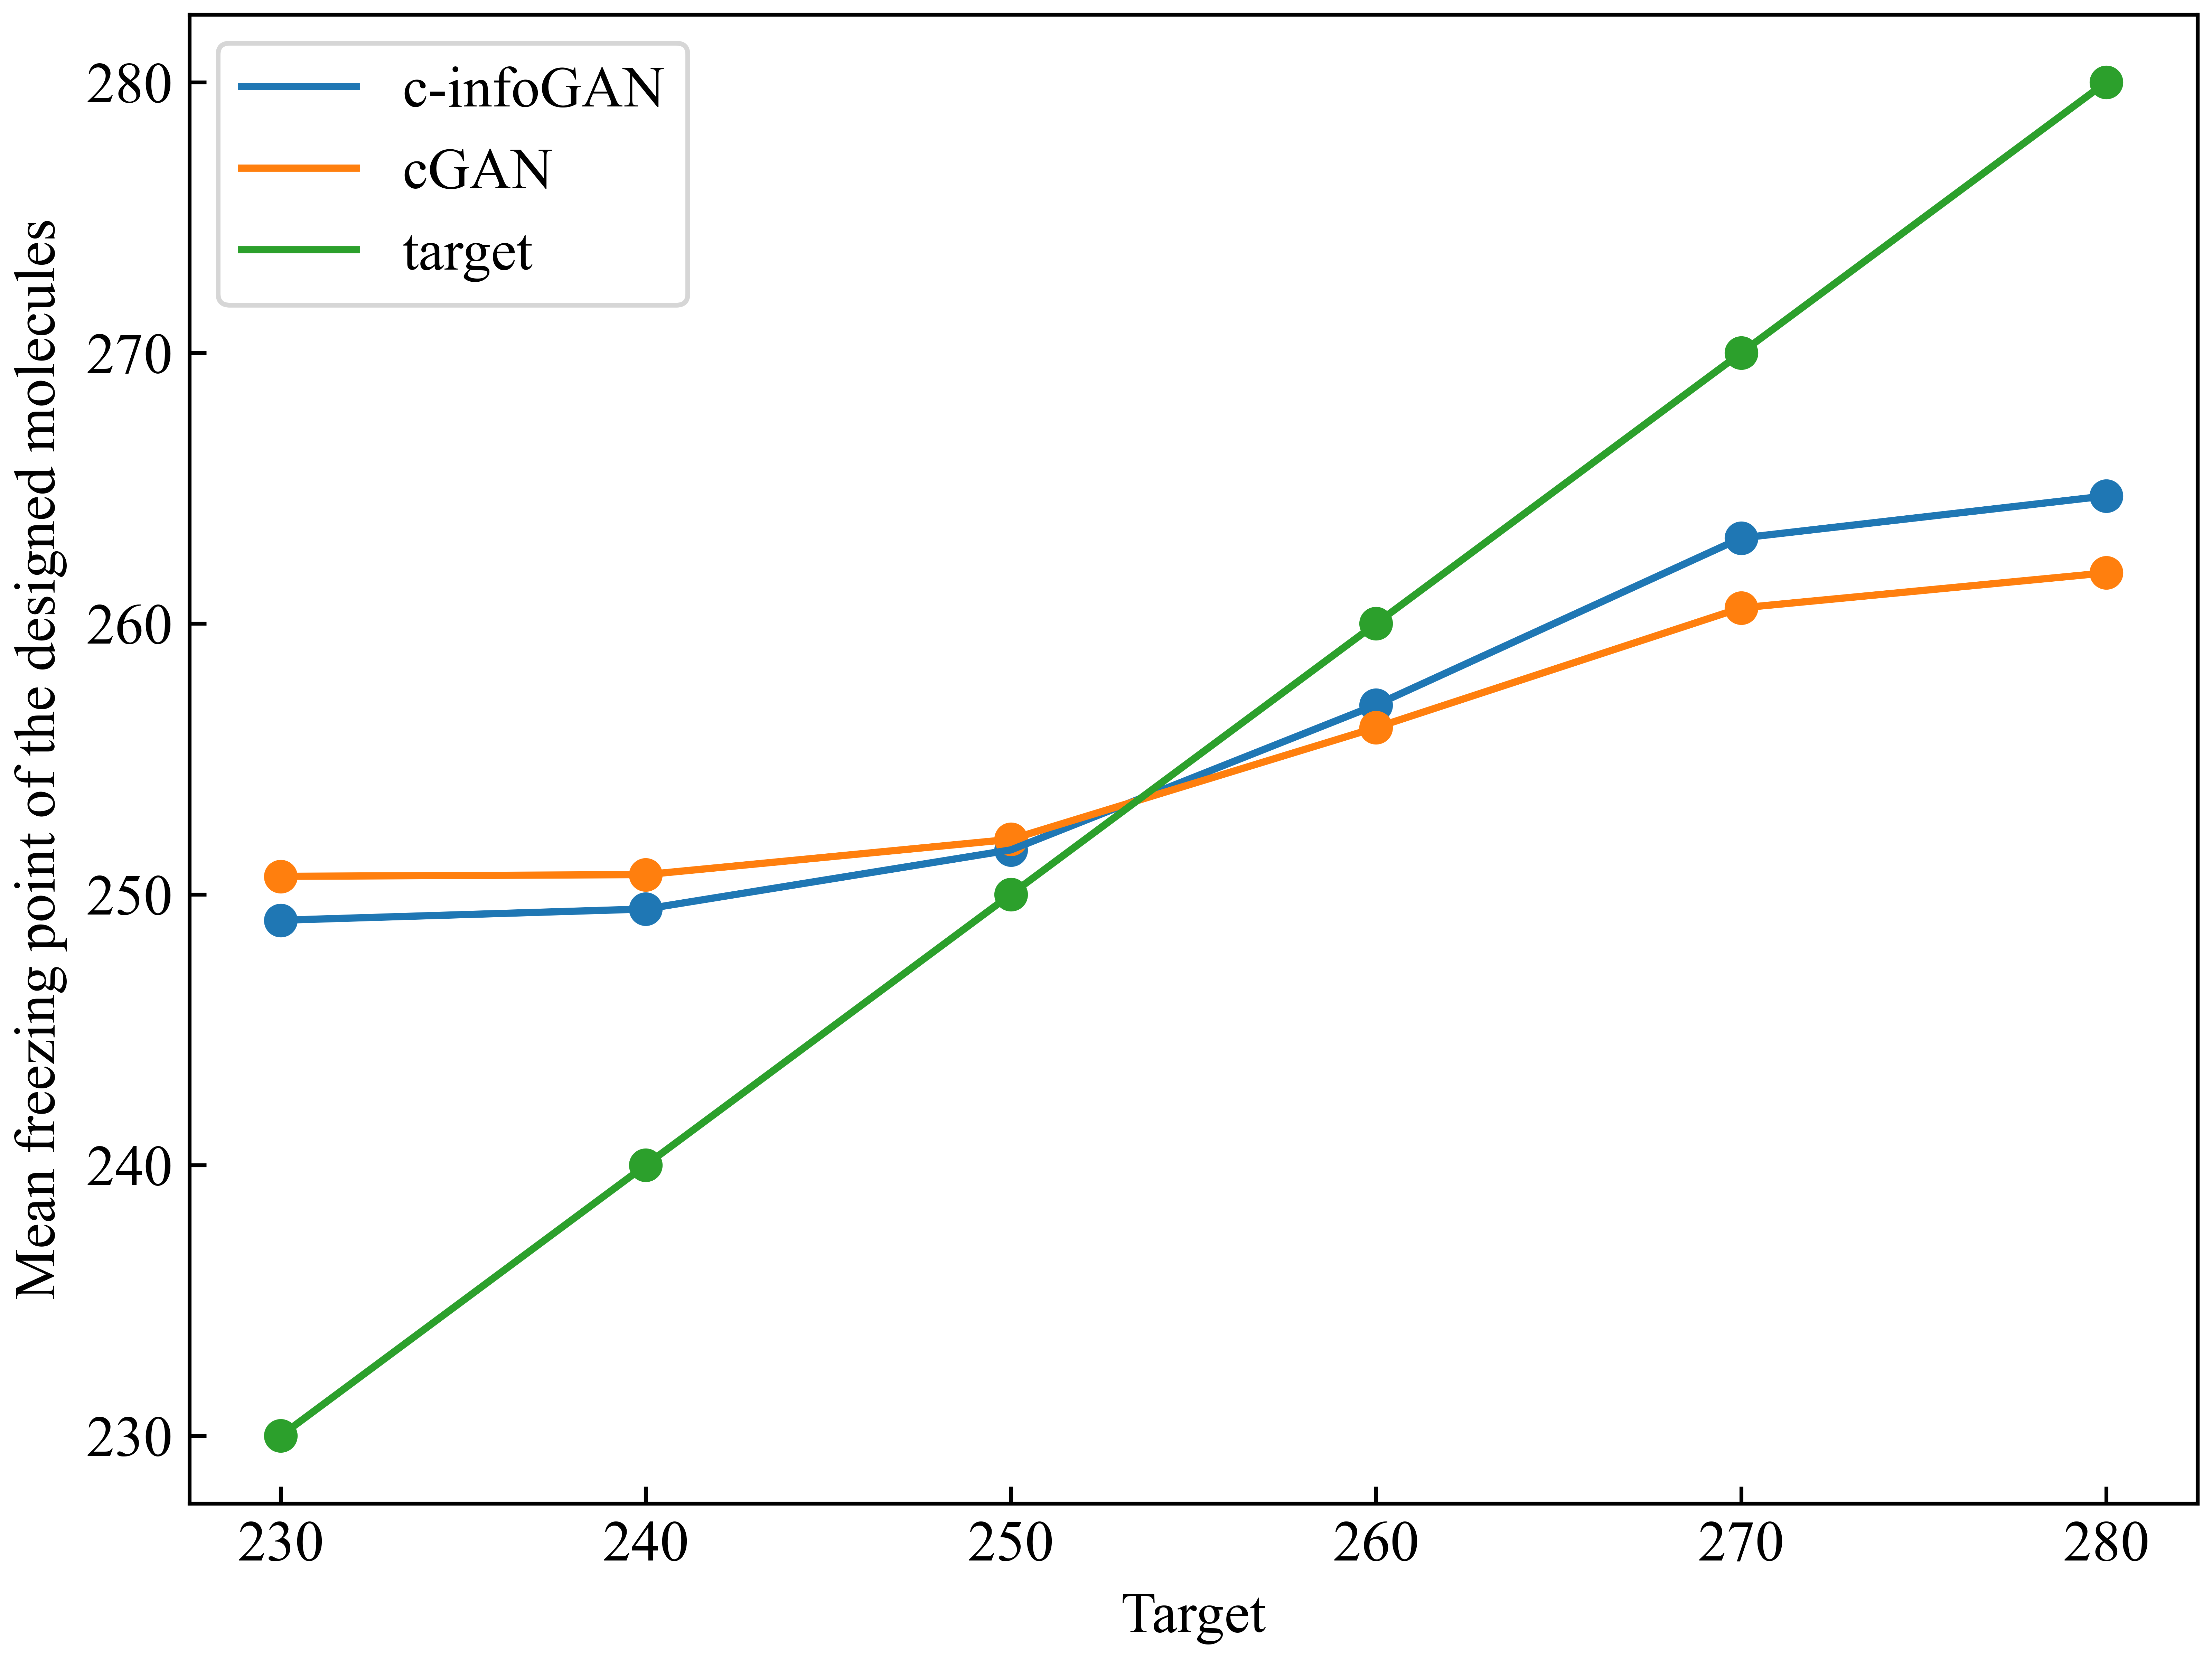 c-infoGAN
cGAN
target
Mean freezing point of the designed molecules
280
270
260
250
240
230
230 240 250 260 270 280
Target